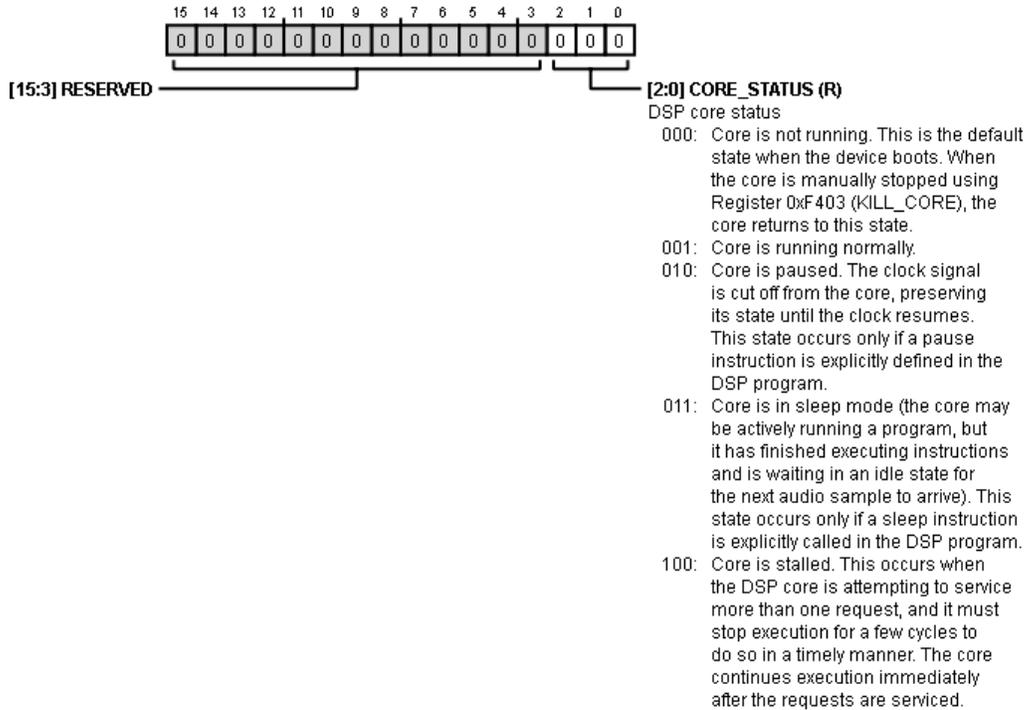 15 14 13 12 11 10 9 8 7 6 5 4 3 2 1 0
0 0 0 0 0 0 0 0 0 0 0 0 0 0 0 0
[15:3] RESERVED
[2:0] CORE_STATUS (R)
DSP core status
000: Core is not running. This is the default
state when the device boots. When
the core is manually stopped using
Register 0xF403 (KILL_CORE), the
core returns to this state.
001: Core is running normally.
010: Core is paused. The clock signal
is cut off from the core, preserving
its state until the clock resumes.
This state occurs only if a pause
instruction is explicitly defined in the
DSP program.
011: Core is in sleep mode (the core may
be actively running a program, but
it has finished executing instructions
and is waiting in an idle state for
the next audio sample to arrive). This
state occurs only if a sleep instruction
is explicitly called in the DSP program.
100: Core is stalled. This occurs when
the DSP core is attempting to service
more than one request, and it must
stop execution for a few cycles to
do so in a timely manner. The core
continues execution immediately
after the requests are serviced.